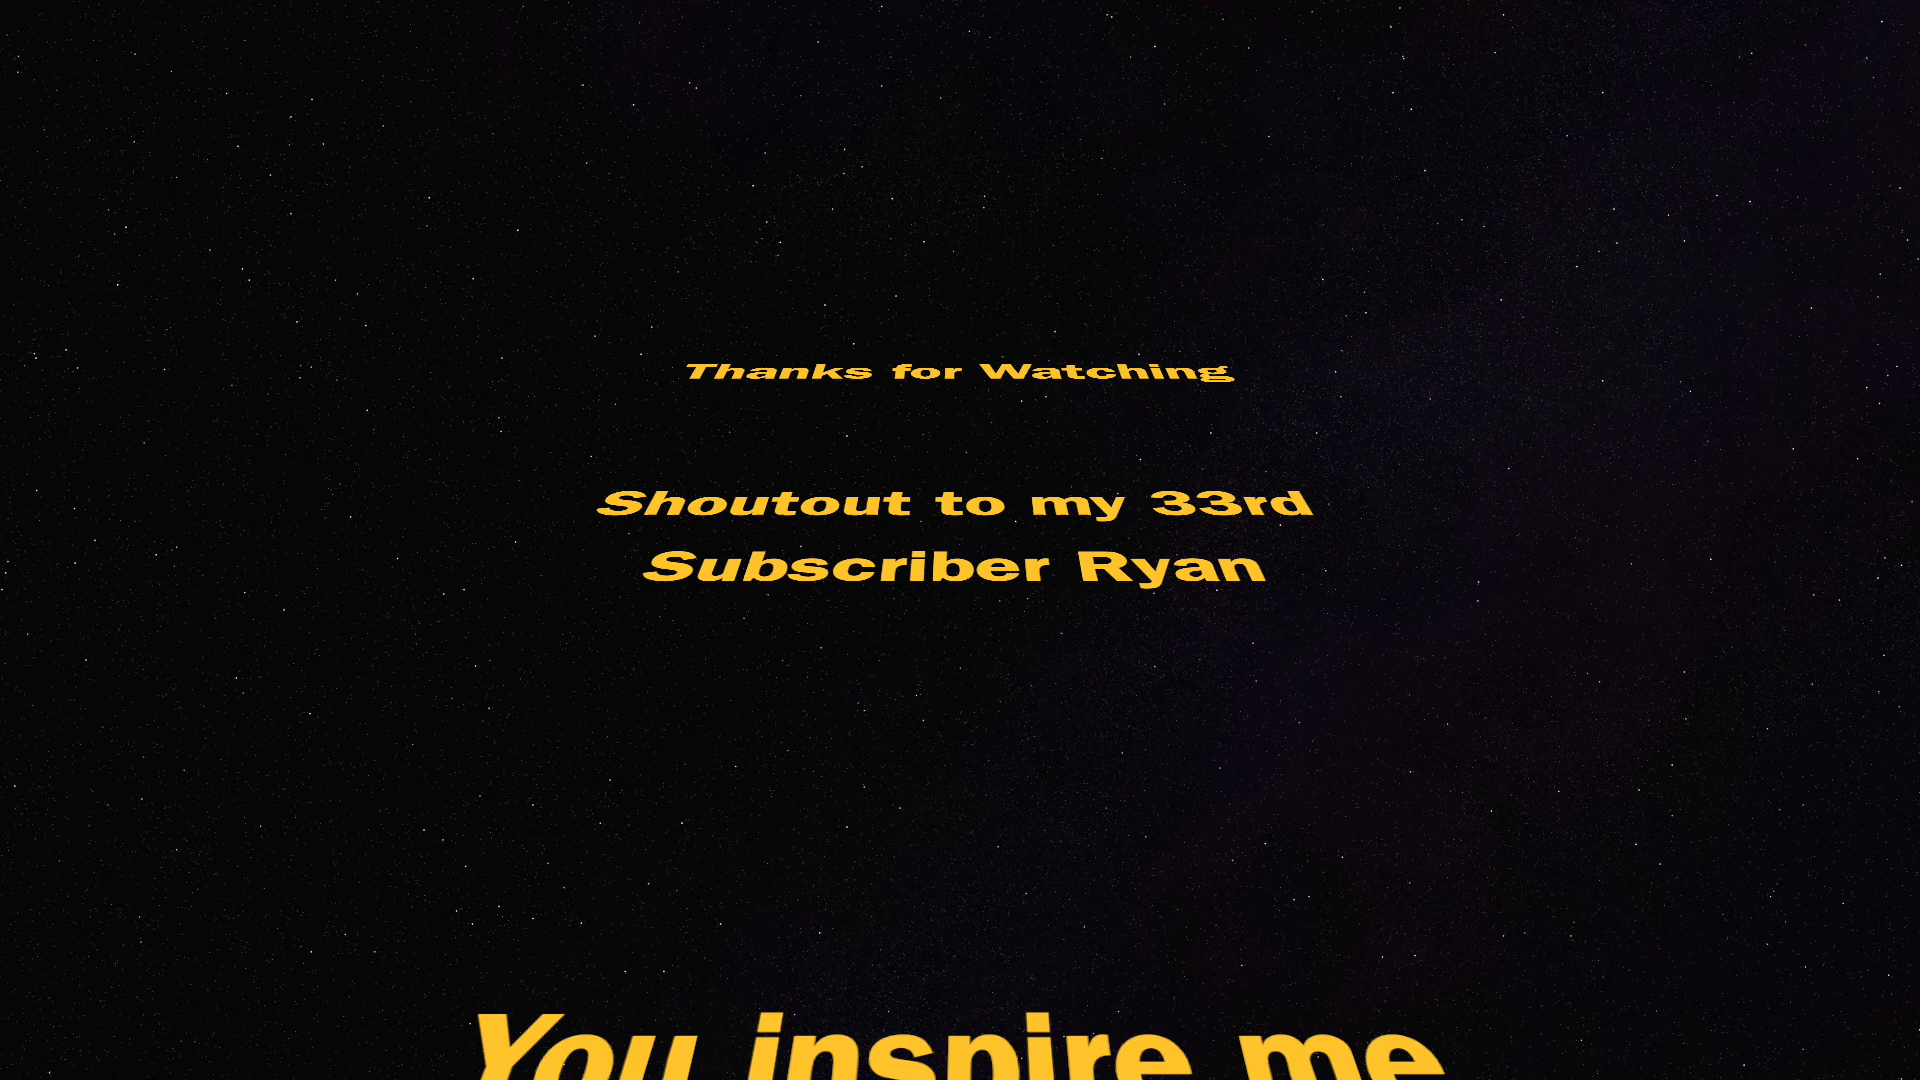 Thanks for Watching
Shoutout to my 33rd
Subscriber Ryan
You inspire me